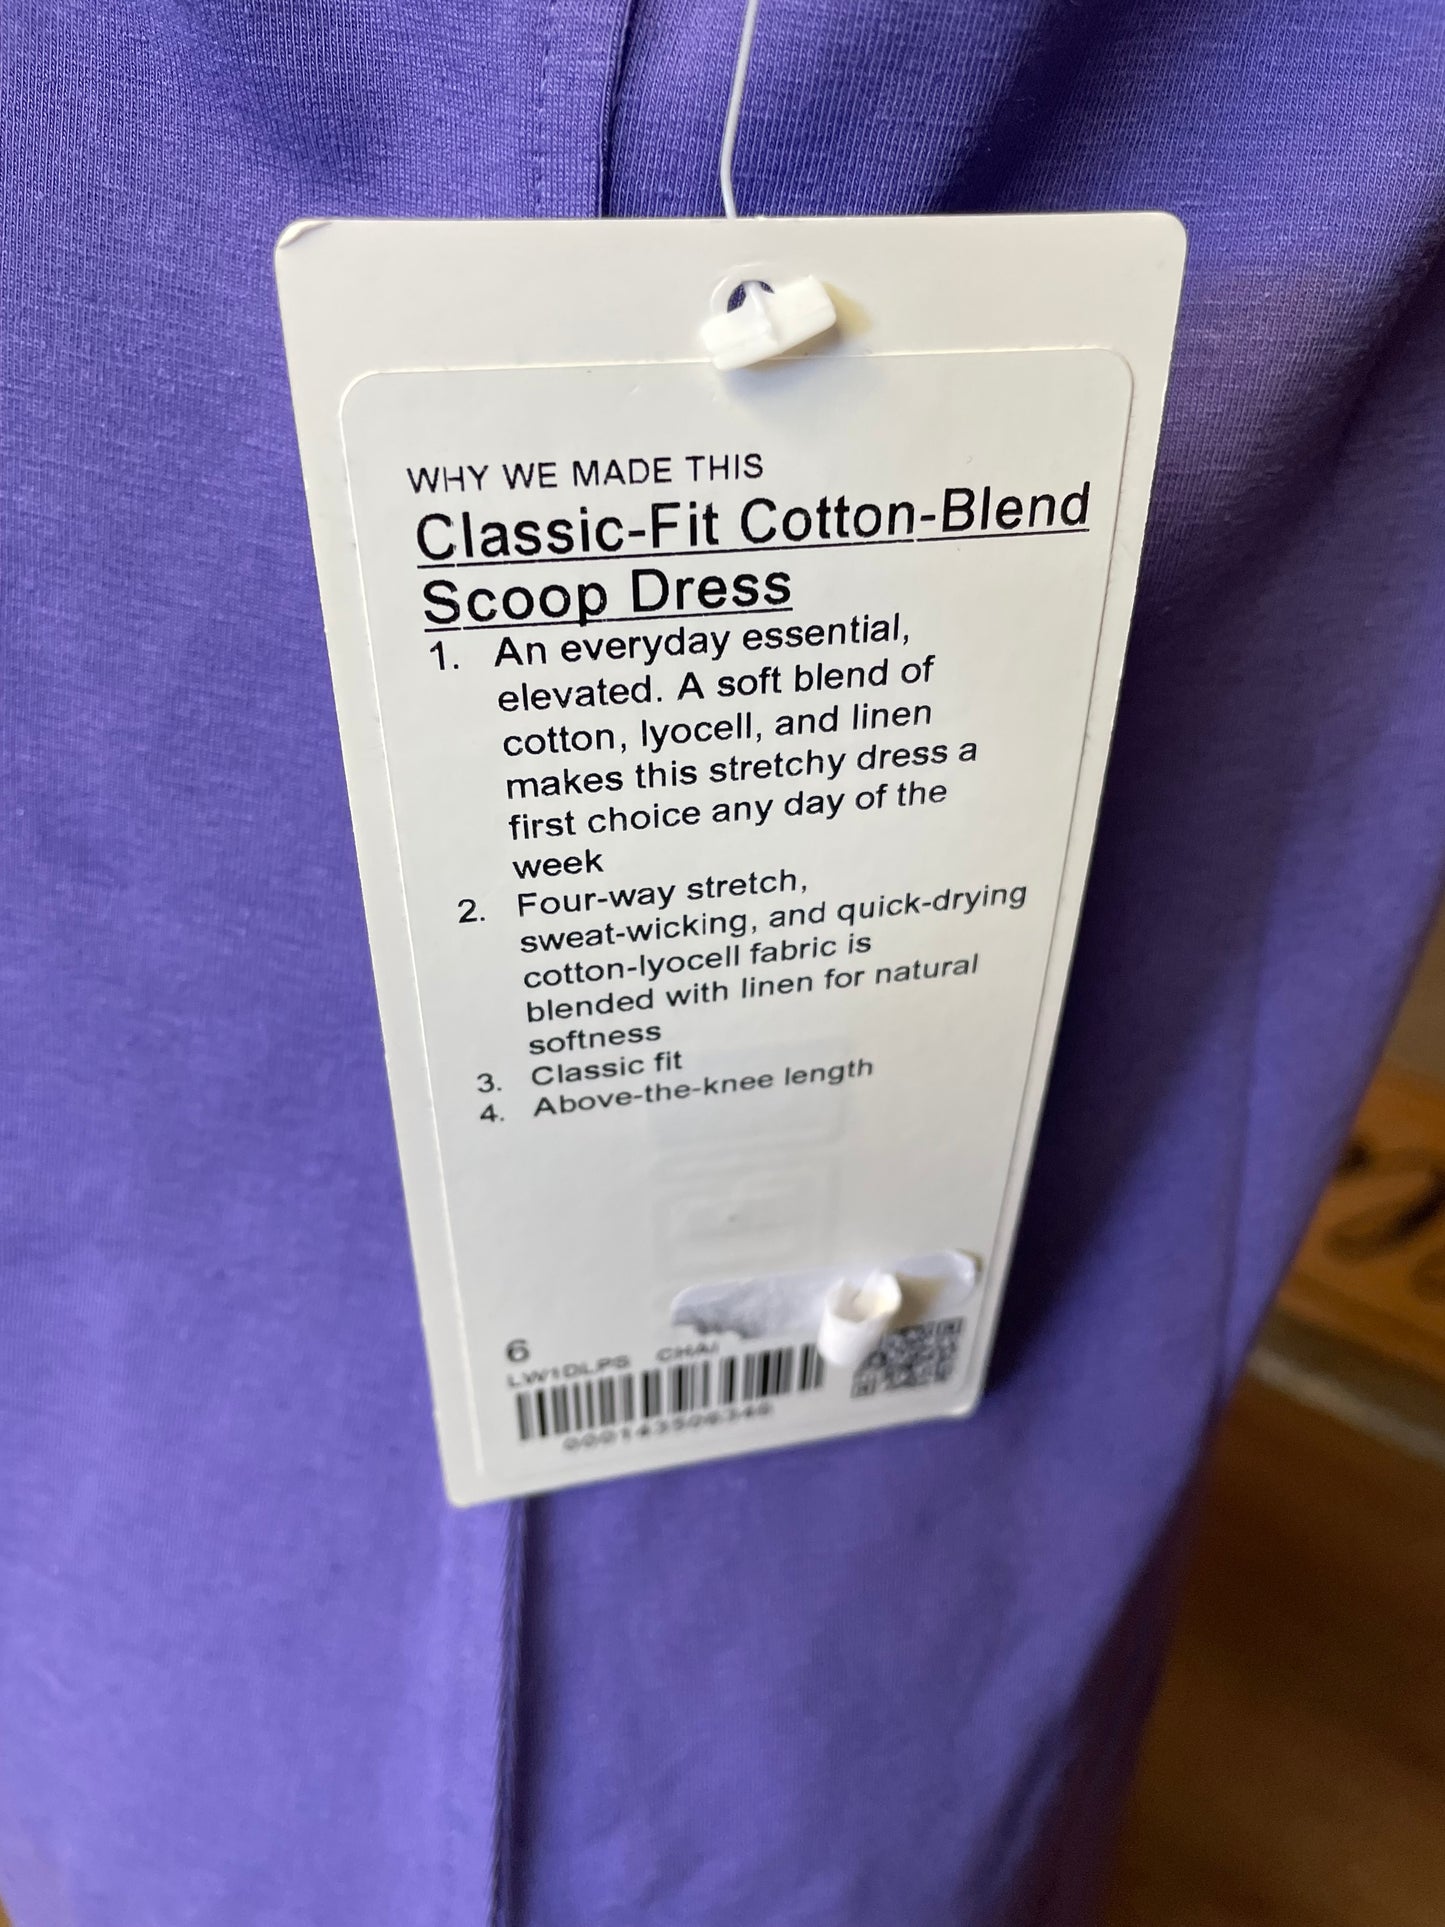 WHY WE MADE THIS
Classic-Fit Cotton-Blend
Scoop Dress
1. An everyday essential,
elevated. A soft blend of
cotton, lyocell, and linen
makes this stretchy dress a
first choice any day of the
week
2. Four-way stretch,
sweat-wicking, and quick-drying
cotton-lyocell fabric is
blended with linen for natural
softness
3. Classic fit
4. Above-the-knee length
6
LW1DLPS CHAI